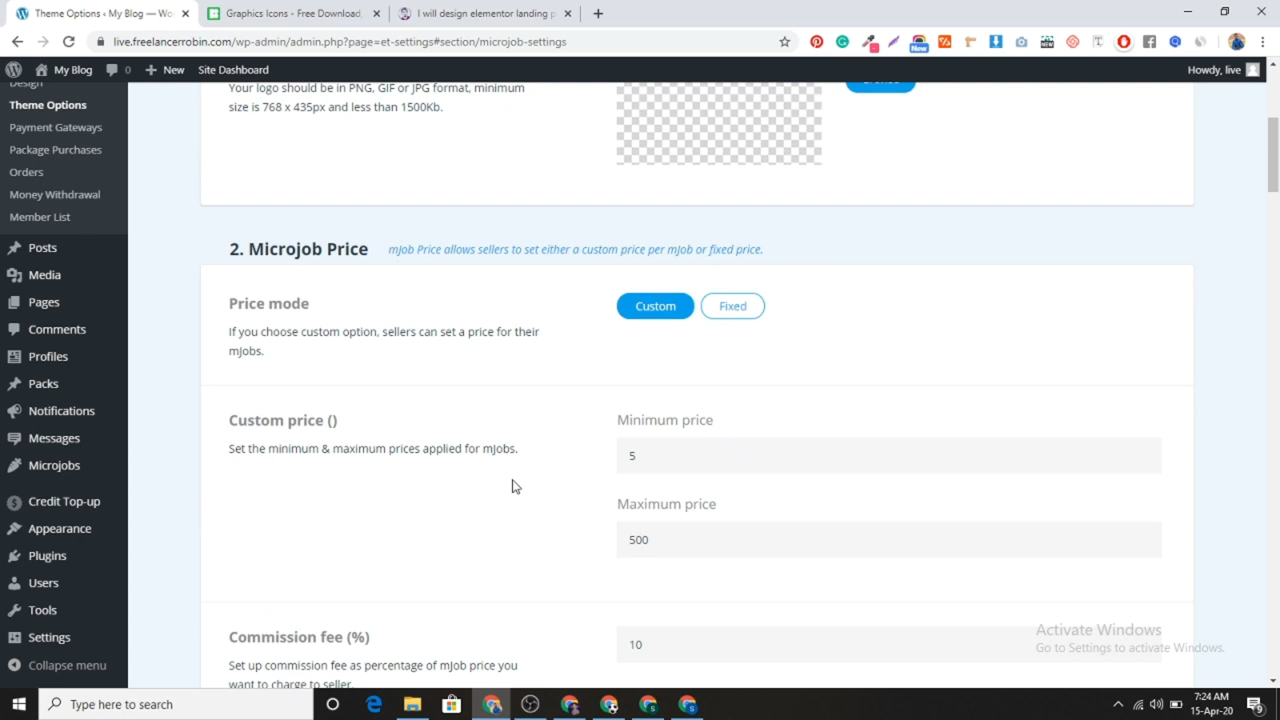 Theme Options ‹ My Blog — Wo
Graphics Icons - Free Download,
I will design elementor landing p
live.freelancerrobin.com/wp-admin/admin.php?page=et-settings#section/microjob-settings
New
NEW
My Blog
0
New
Site Dashboard
Howdy, live
Design
Theme Options
Payment Gateways
Package Purchases
Orders
Money Withdrawal
Member List
Posts
Media
Pages
Comments
Profiles
Packs
Notifications
Messages
Microjobs
Credit Top-up
Appearance
Plugins
Users
Tools
Settings
Collapse menu
Your logo should be in PNG, GIF or JPG format, minimum
size is 768 x 435px and less than 1500Kb.
2. Microjob Price
mJob Price allows sellers to set either a custom price per mJob or fixed price.
Price mode
If you choose custom option, sellers can set a price for their
mJobs.
Custom
Fixed
Custom price ()
Set the minimum & maximum prices applied for mJobs.
Minimum price
5
Maximum price
500
Commission fee (%)
Set up commission fee as percentage of mJob price you
want to charge to seller.
10
Activate Windows
Go to Settings to activate Windows.
Type here to search
7:24 AM
15-Apr-20
9